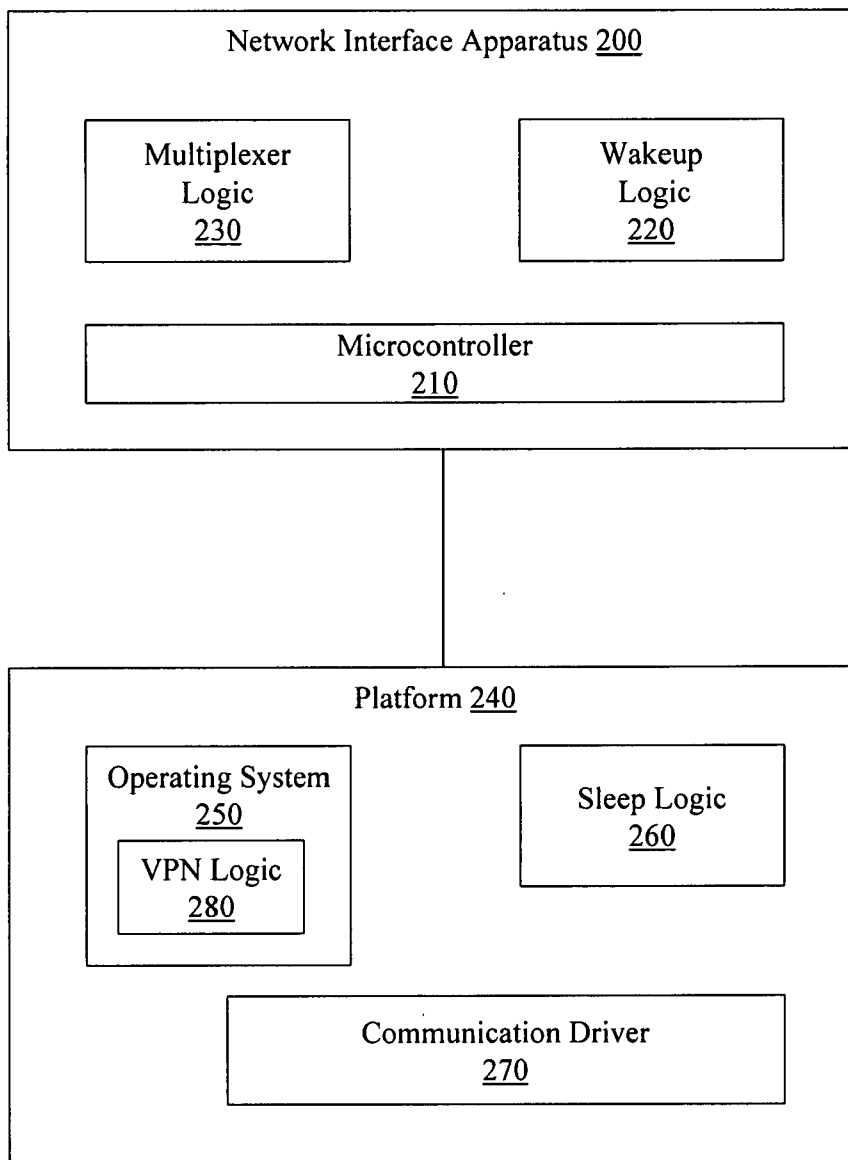 Network Interface Apparatus 200
Multiplexer
Logic
230
Wakeup
Logic
220
Microcontroller
210
Platform 240
Operating System
250
VPN Logic
280
Sleep Logic
260
Communication Driver
270